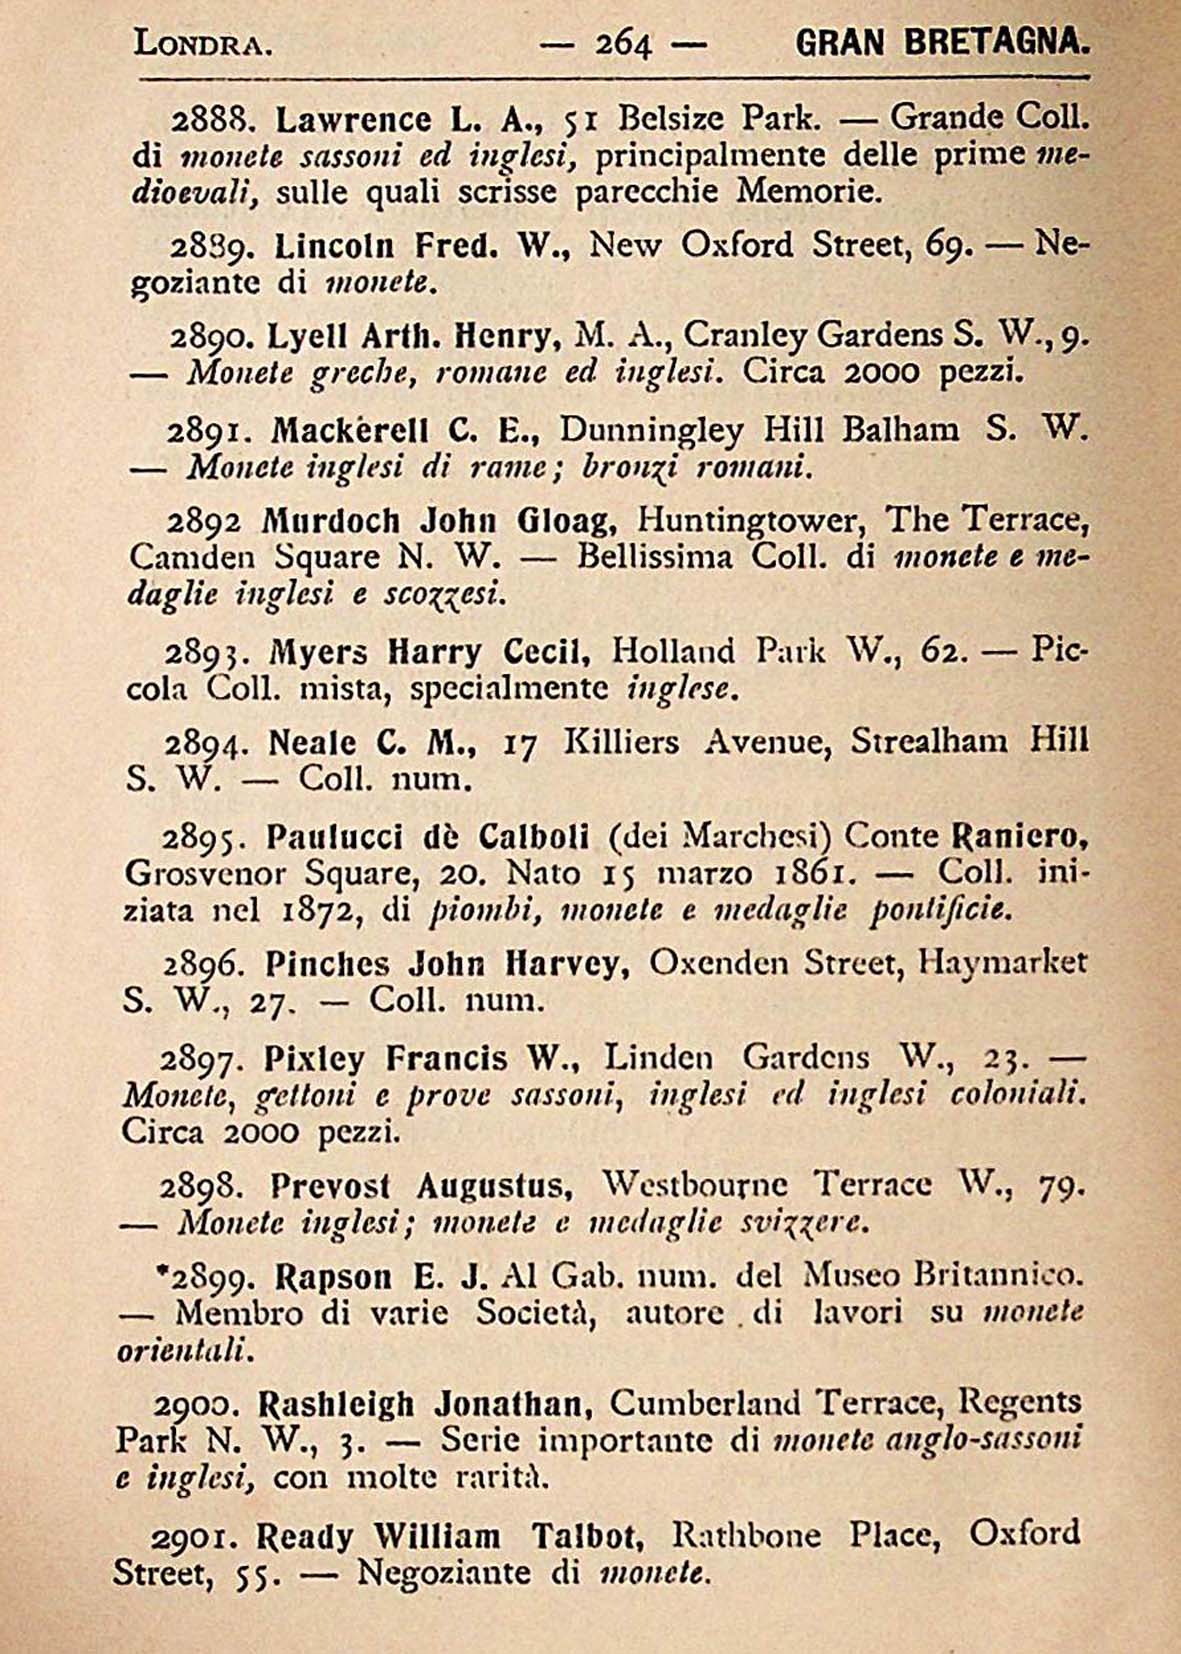 LONDRA. — 264 — GRAN BRETAGNA.
2888. Lawrence L. A., 51 Belsize Park. — Grande Coll.
di monete sassoni ed inglesi, principalmente delle prime me-
dioevali, sulle quali scrisse parecchie Memorie.
2889. Lincoln Fred. W., New Oxford Street, 69. — Ne-
goziante di monete.
2890. Lyell Arth. Henry, M. A., Cranley Gardens S. W., 9.
— Monete greche, romane ed inglesi. Circa 2000 pezzi.
2891. Mackerell C. E., Dunningley Hill Balham S. W.
— Monete inglesi di rame; bronzi romani.
2892 Murdoch John Gloag, Huntingtower, The Terrace,
Camden Square N. W. — Bellissima Coll. di monete e me-
daglie inglesi e scozzesi.
2893. Myers Harry Cecil, Holland Park W., 62. — Pic-
cola Coll. mista, specialmente inglese.
2894. Neale C. M., 17 Killiers Avenue, Strealham Hill
S. W. — Coll. num.
2895. Paulucci dè Calboli (dei Marchesi) Conte Raniero,
Grosvenor Square, 20. Nato 15 marzo 1861. — Coll. ini-
ziata nel 1872, di piombi, monete e medaglie pontificie.
2896. Pinches John Harvey, Oxenden Street, Haymarket
S. W., 27. — Coll. num.
2897. Pixley Francis W., Linden Gardens W., 23. —
Monete, gettoni e prove sassoni, inglesi ed inglesi coloniali.
Circa 2000 pezzi.
2898. Prevost Augustus, Westbourne Terrace W., 79.
— Monete inglesi; monete e medaglie svizzere.
*2899. Rapson E. J. Al Gab. num. del Museo Britannico.
— Membro di varie Società, autore di lavori su monete
orientali.
2900. Rashleigh Jonathan, Cumberland Terrace, Regents
Park N. W., 3. — Serie importante di monete anglo-sassoni
e inglesi, con molte rarità.
2901. Ready William Talbot, Rathbone Place, Oxford
Street, 55. — Negoziante di monete.